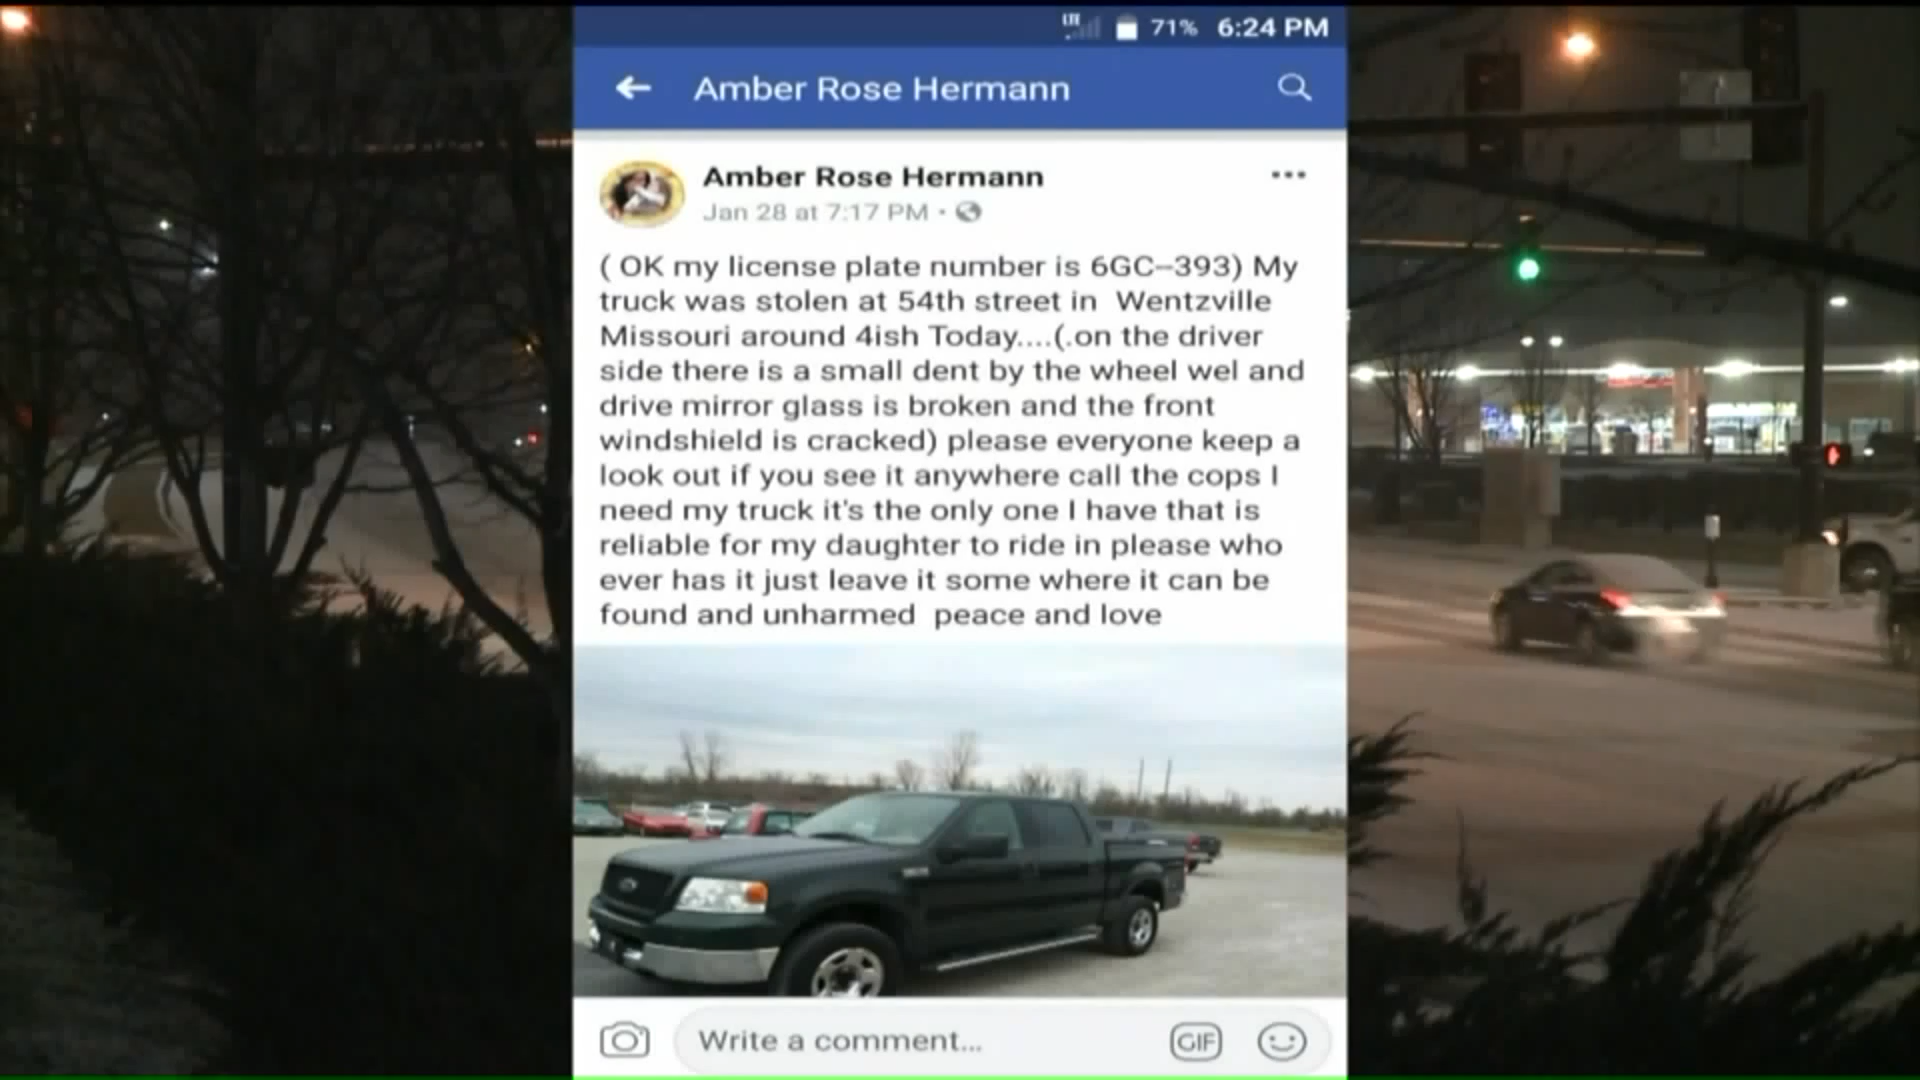 LTE 71% 6:24 PM
Amber Rose Hermann
Amber Rose Hermann
Jan 28 at 7:17 PM •
( OK my license plate number is 6GC--393) My
truck was stolen at 54th street in Wentzville
Missouri around 4ish Today....(.on the driver
side there is a small dent by the wheel wel and
drive mirror glass is broken and the front
windshield is cracked) please everyone keep a
look out if you see it anywhere call the cops I
need my truck it's the only one I have that is
reliable for my daughter to ride in please who
ever has it just leave it some where it can be
found and unharmed peace and love
Write a comment...
GIF